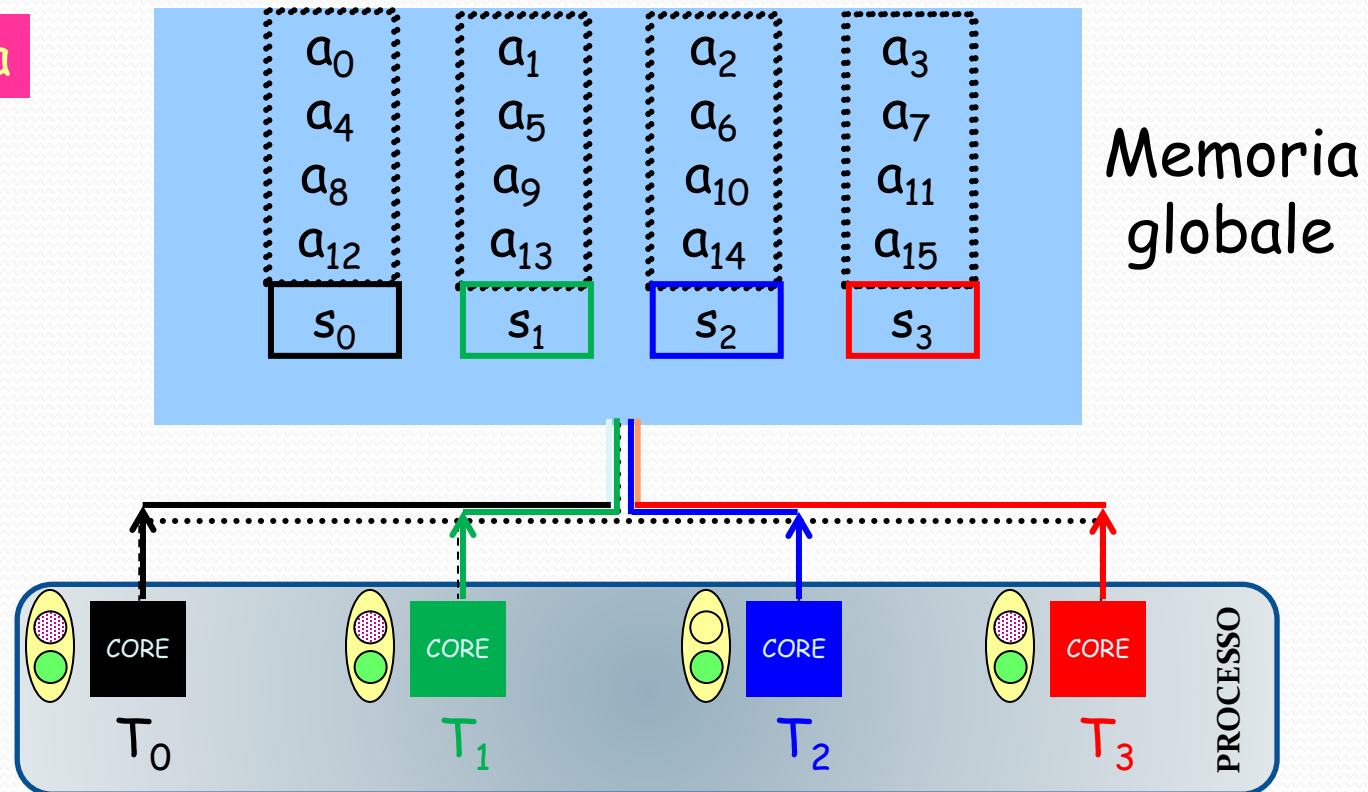 a
a0 a1 a2 a3
a4 a5 a6 a7
a8 a9 a10 a11
a12 a13 a14 a15
s0 s1 s2 s3
Memoria
globale
CORE CORE CORE CORE
T0 T1 T2 T3
PROCESSO